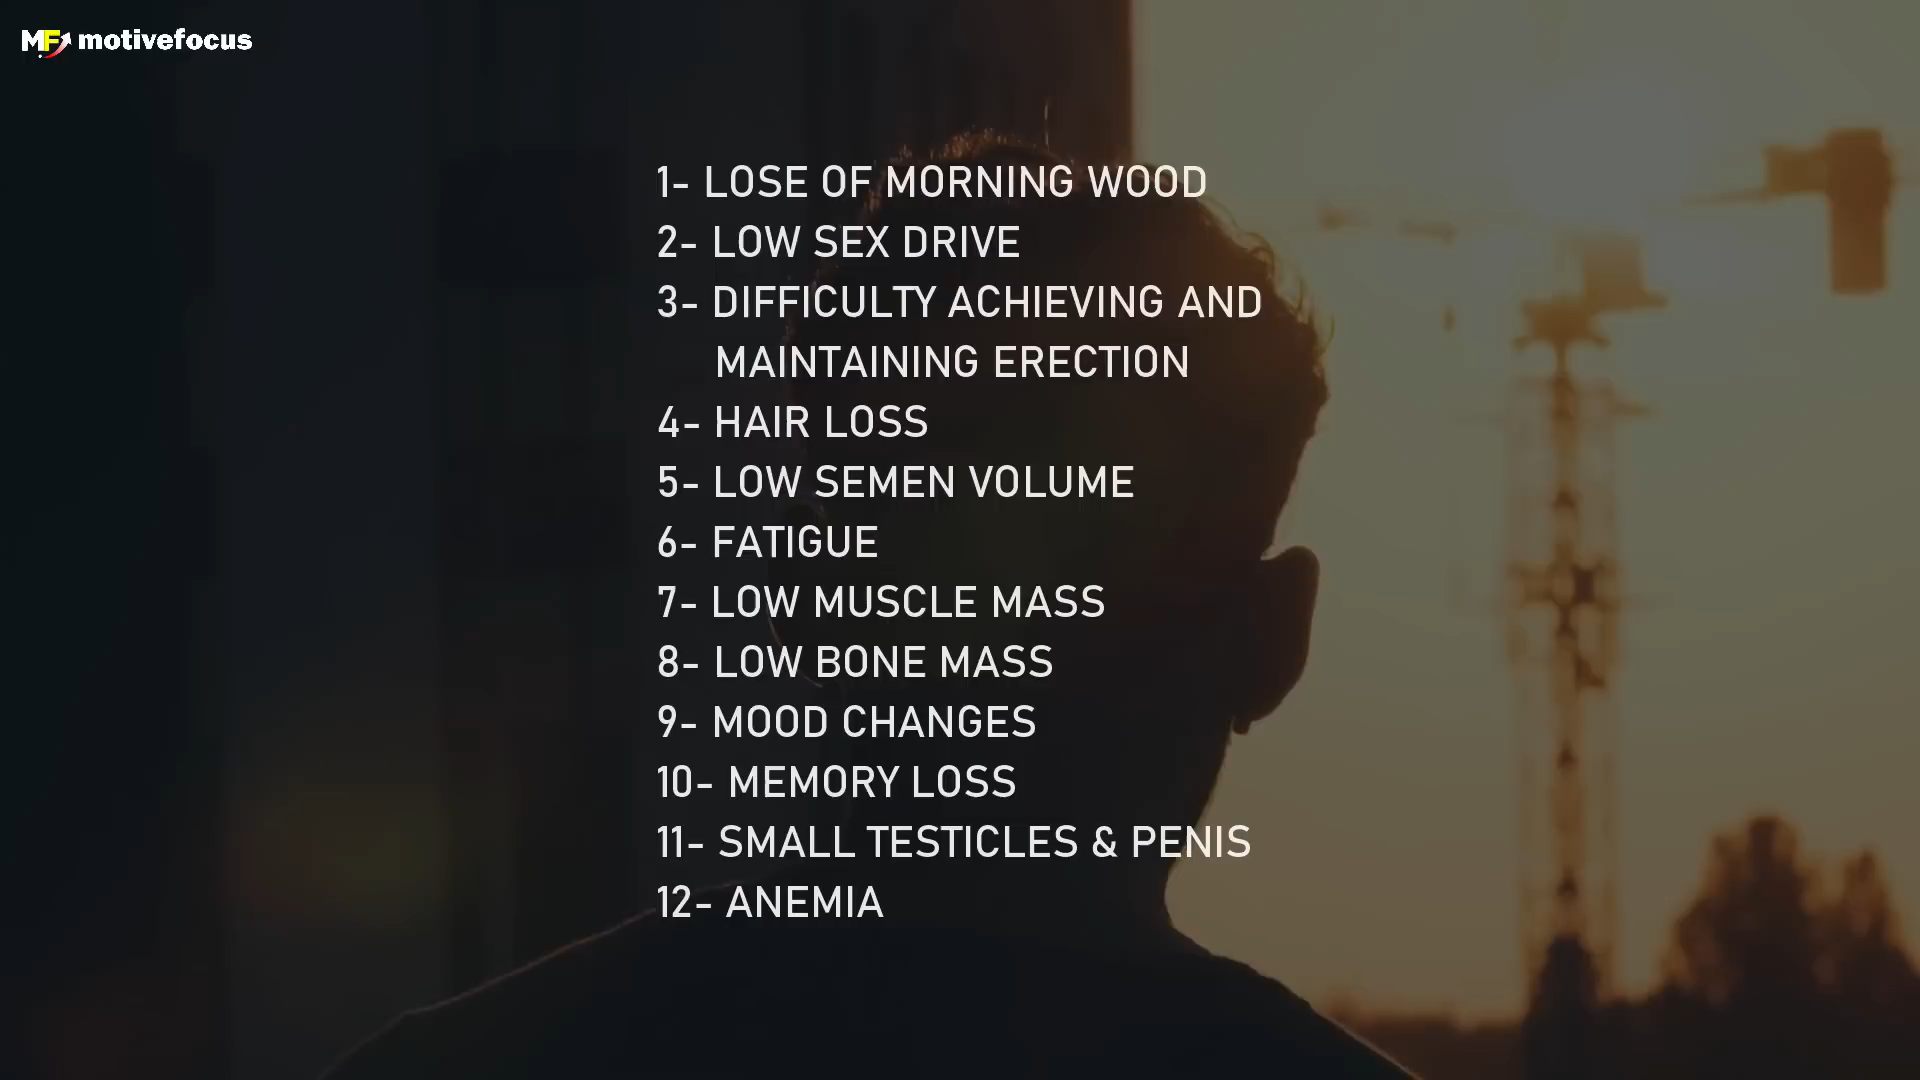 MF motivefocus
1- LOSE OF MORNING WOOD
2- LOW SEX DRIVE
3- DIFFICULTY ACHIEVING AND
MAINTAINING ERECTION
4- HAIR LOSS
5- LOW SEMEN VOLUME
6- FATIGUE
7- LOW MUSCLE MASS
8- LOW BONE MASS
9- MOOD CHANGES
10- MEMORY LOSS
11- SMALL TESTICLES & PENIS
12- ANEMIA